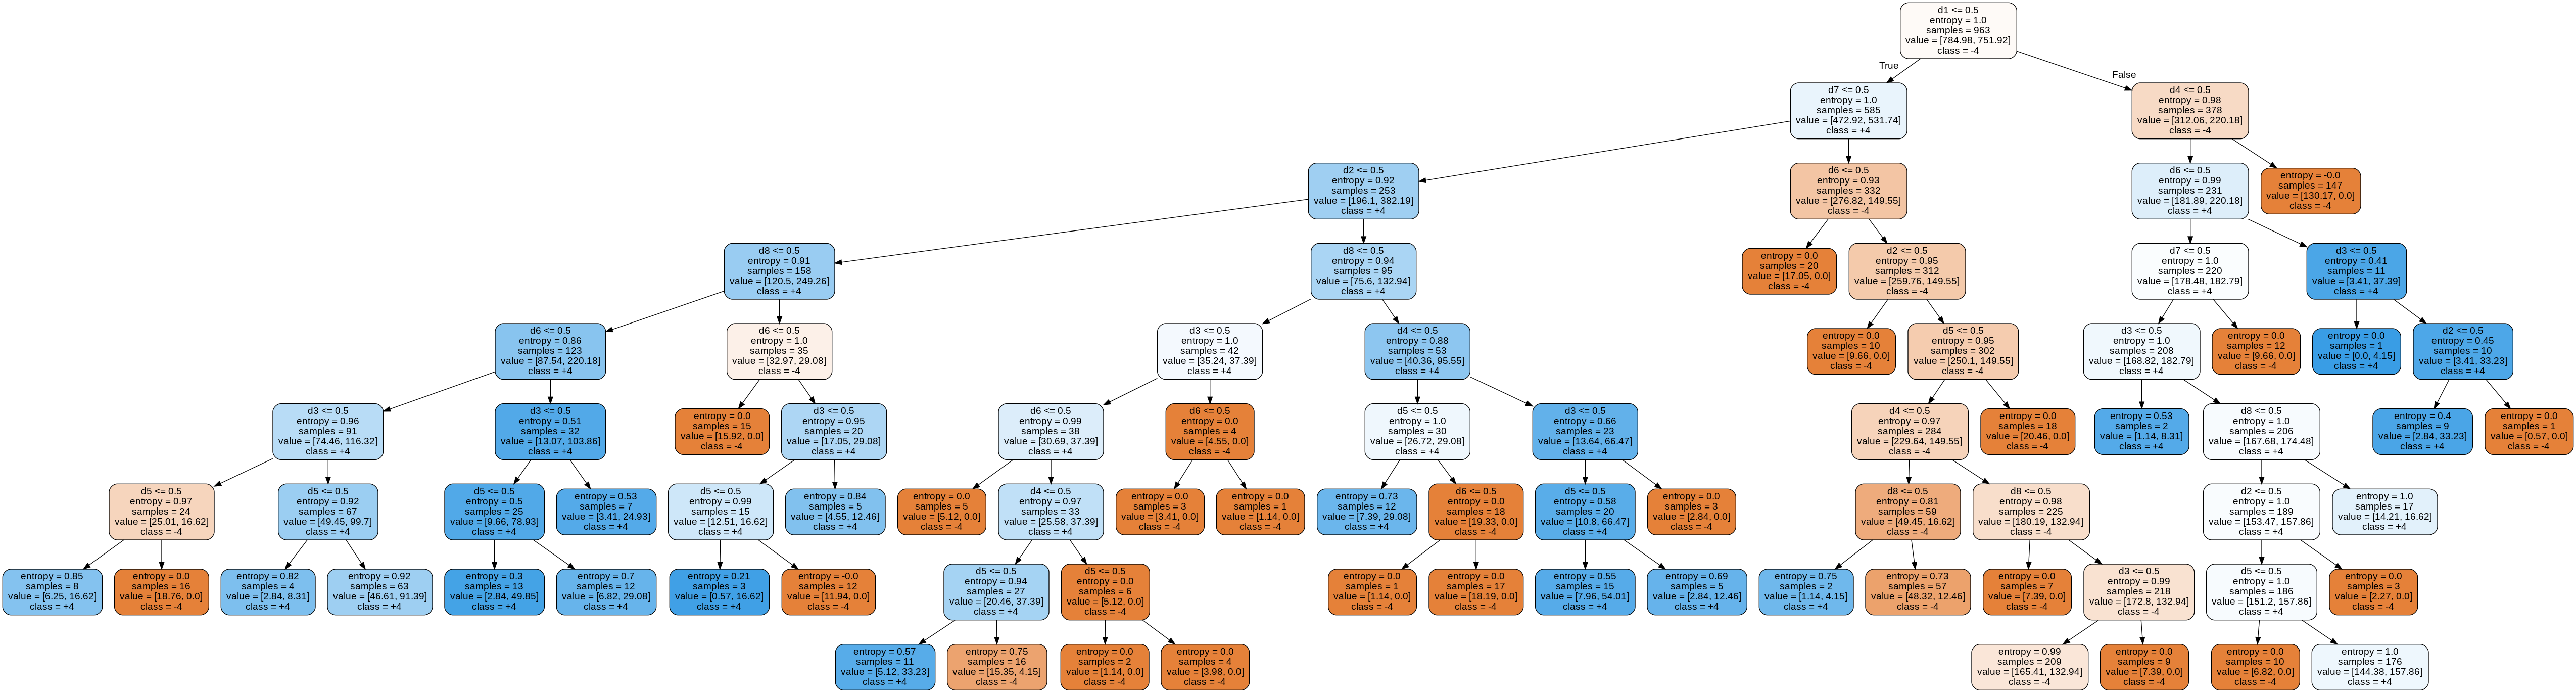 d1 <= 0.5
entropy = 1.0
samples = 963
value = [784.98, 751.92]
class = -4
True
False
d7 <= 0.5
entropy = 1.0
samples = 585
value = [472.92, 531.74]
class = +4
d4 <= 0.5
entropy = 0.98
samples = 378
value = [312.06, 220.18]
class = -4
d2 <= 0.5
entropy = 0.92
samples = 253
value = [196.1, 382.19]
class = +4
d6 <= 0.5
entropy = 0.93
samples = 332
value = [276.82, 149.55]
class = -4
d6 <= 0.5
entropy = 0.99
samples = 231
value = [181.89, 220.18]
class = +4
entropy = -0.0
samples = 147
value = [130.17, 0.0]
class = -4
d8 <= 0.5
entropy = 0.91
samples = 158
value = [120.5, 249.26]
class = +4
d8 <= 0.5
entropy = 0.94
samples = 95
value = [75.6, 132.94]
class = +4
entropy = 0.0
samples = 20
value = [17.05, 0.0]
class = -4
d2 <= 0.5
entropy = 0.95
samples = 312
value = [259.76, 149.55]
class = -4
d7 <= 0.5
entropy = 1.0
samples = 220
value = [178.48, 182.79]
class = +4
d3 <= 0.5
entropy = 0.41
samples = 11
value = [3.41, 37.39]
class = +4
d6 <= 0.5
entropy = 0.86
samples = 123
value = [87.54, 220.18]
class = +4
d6 <= 0.5
entropy = 1.0
samples = 35
value = [32.97, 29.08]
class = -4
d3 <= 0.5
entropy = 1.0
samples = 42
value = [35.24, 37.39]
class = +4
d4 <= 0.5
entropy = 0.88
samples = 53
value = [40.36, 95.55]
class = +4
entropy = 0.0
samples = 10
value = [9.66, 0.0]
class = -4
d5 <= 0.5
entropy = 0.95
samples = 302
value = [250.1, 149.55]
class = -4
d3 <= 0.5
entropy = 1.0
samples = 208
value = [168.82, 182.79]
class = +4
entropy = 0.0
samples = 12
value = [9.66, 0.0]
class = -4
entropy = 0.0
samples = 1
value = [0.0, 4.15]
class = +4
d2 <= 0.5
entropy = 0.45
samples = 10
value = [3.41, 33.23]
class = +4
d3 <= 0.5
entropy = 0.96
samples = 91
value = [74.46, 116.32]
class = +4
d3 <= 0.5
entropy = 0.51
samples = 32
value = [13.07, 103.86]
class = +4
entropy = 0.0
samples = 15
value = [15.92, 0.0]
class = -4
d3 <= 0.5
entropy = 0.95
samples = 20
value = [17.05, 29.08]
class = +4
d6 <= 0.5
entropy = 0.99
samples = 38
value = [30.69, 37.39]
class = +4
d6 <= 0.5
entropy = 0.0
samples = 4
value = [4.55, 0.0]
class = -4
d5 <= 0.5
entropy = 1.0
samples = 30
value = [26.72, 29.08]
class = +4
d3 <= 0.5
entropy = 0.66
samples = 23
value = [13.64, 66.47]
class = +4
d4 <= 0.5
entropy = 0.97
samples = 284
value = [229.64, 149.55]
class = -4
entropy = 0.0
samples = 18
value = [20.46, 0.0]
class = -4
entropy = 0.53
samples = 2
value = [1.14, 8.31]
class = +4
d8 <= 0.5
entropy = 1.0
samples = 206
value = [167.68, 174.48]
class = +4
entropy = 0.4
samples = 9
value = [2.84, 33.23]
class = +4
entropy = 0.0
samples = 1
value = [0.57, 0.0]
class = -4
d5 <= 0.5
entropy = 0.97
samples = 24
value = [25.01, 16.62]
class = -4
d5 <= 0.5
entropy = 0.92
samples = 67
value = [49.45, 99.7]
class = +4
d5 <= 0.5
entropy = 0.5
samples = 25
value = [9.66, 78.93]
class = +4
entropy = 0.53
samples = 7
value = [3.41, 24.93]
class = +4
d5 <= 0.5
entropy = 0.99
samples = 15
value = [12.51, 16.62]
class = +4
entropy = 0.84
samples = 5
value = [4.55, 12.46]
class = +4
entropy = 0.0
samples = 5
value = [5.12, 0.0]
class = -4
d4 <= 0.5
entropy = 0.97
samples = 33
value = [25.58, 37.39]
class = +4
entropy = 0.0
samples = 3
value = [3.41, 0.0]
class = -4
entropy = 0.0
samples = 1
value = [1.14, 0.0]
class = -4
entropy = 0.73
samples = 12
value = [7.39, 29.08]
class = +4
d6 <= 0.5
entropy = 0.0
samples = 18
value = [19.33, 0.0]
class = -4
d5 <= 0.5
entropy = 0.58
samples = 20
value = [10.8, 66.47]
class = +4
entropy = 0.0
samples = 3
value = [2.84, 0.0]
class = -4
d8 <= 0.5
entropy = 0.81
samples = 59
value = [49.45, 16.62]
class = -4
d8 <= 0.5
entropy = 0.98
samples = 225
value = [180.19, 132.94]
class = -4
d2 <= 0.5
entropy = 1.0
samples = 189
value = [153.47, 157.86]
class = +4
entropy = 1.0
samples = 17
value = [14.21, 16.62]
class = +4
entropy = 0.85
samples = 8
value = [6.25, 16.62]
class = +4
entropy = 0.0
samples = 16
value = [18.76, 0.0]
class = -4
entropy = 0.82
samples = 4
value = [2.84, 8.31]
class = +4
entropy = 0.92
samples = 63
value = [46.61, 91.39]
class = +4
entropy = 0.3
samples = 13
value = [2.84, 49.85]
class = +4
entropy = 0.7
samples = 12
value = [6.82, 29.08]
class = +4
entropy = 0.21
samples = 3
value = [0.57, 16.62]
class = +4
entropy = -0.0
samples = 12
value = [11.94, 0.0]
class = -4
d5 <= 0.5
entropy = 0.94
samples = 27
value = [20.46, 37.39]
class = +4
d5 <= 0.5
entropy = 0.0
samples = 6
value = [5.12, 0.0]
class = -4
entropy = 0.0
samples = 1
value = [1.14, 0.0]
class = -4
entropy = 0.0
samples = 17
value = [18.19, 0.0]
class = -4
entropy = 0.55
samples = 15
value = [7.96, 54.01]
class = +4
entropy = 0.69
samples = 5
value = [2.84, 12.46]
class = +4
entropy = 0.75
samples = 2
value = [1.14, 4.15]
class = +4
entropy = 0.73
samples = 57
value = [48.32, 12.46]
class = -4
entropy = 0.0
samples = 7
value = [7.39, 0.0]
class = -4
d3 <= 0.5
entropy = 0.99
samples = 218
value = [172.8, 132.94]
class = -4
d5 <= 0.5
entropy = 1.0
samples = 186
value = [151.2, 157.86]
class = +4
entropy = 0.0
samples = 3
value = [2.27, 0.0]
class = -4
entropy = 0.57
samples = 11
value = [5.12, 33.23]
class = +4
entropy = 0.75
samples = 16
value = [15.35, 4.15]
class = -4
entropy = 0.0
samples = 2
value = [1.14, 0.0]
class = -4
entropy = 0.0
samples = 4
value = [3.98, 0.0]
class = -4
entropy = 0.99
samples = 209
value = [165.41, 132.94]
class = -4
entropy = 0.0
samples = 9
value = [7.39, 0.0]
class = -4
entropy = 0.0
samples = 10
value = [6.82, 0.0]
class = -4
entropy = 1.0
samples = 176
value = [144.38, 157.86]
class = +4